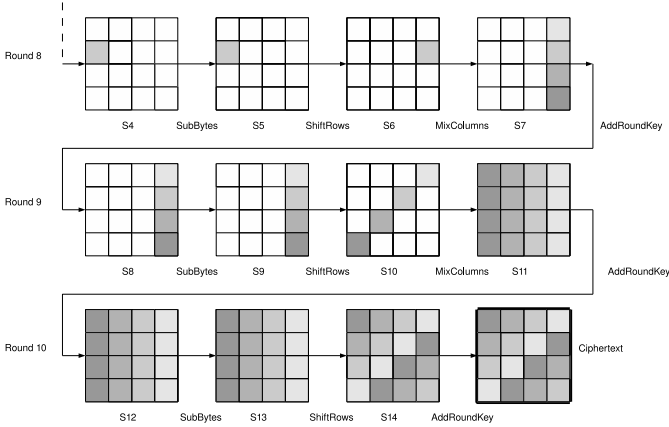 Round 8
S4 SubBytes S5 ShiftRows S6 MixColumns S7 AddRoundKey
Round 9
S8 SubBytes S9 ShiftRows S10 MixColumns S11 AddRoundKey
Round 10
Ciphertext
S12 SubBytes S13 ShiftRows S14 AddRoundKey